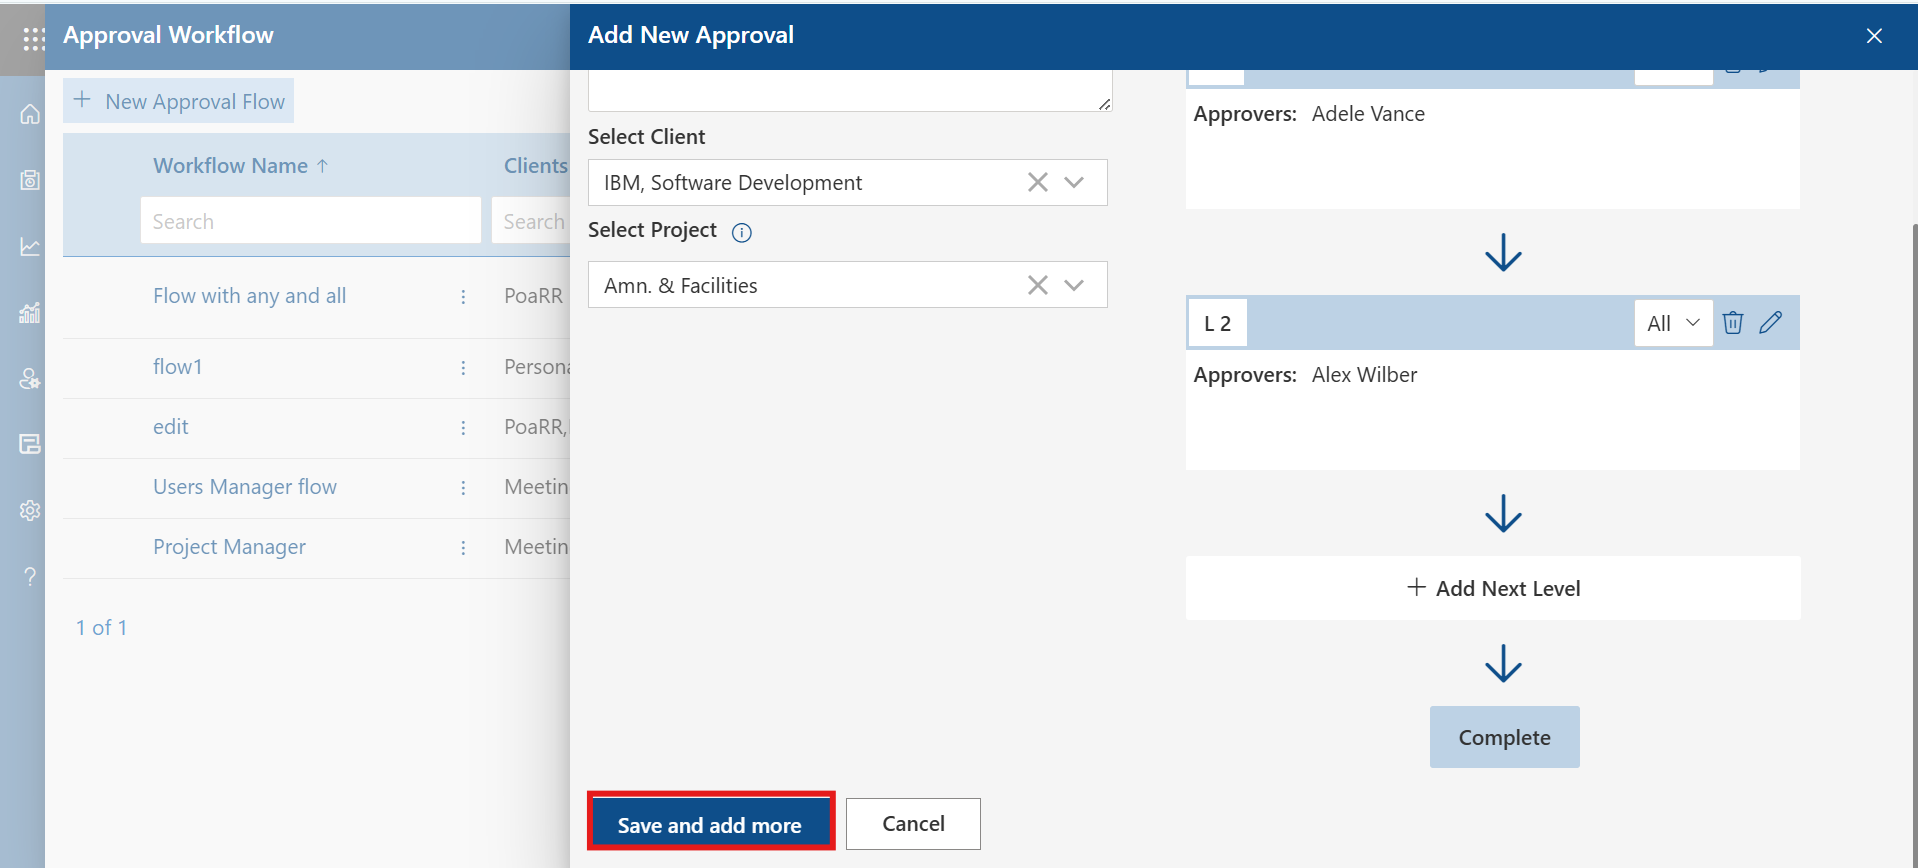 Approval Workflow
+ New Approval Flow
Workflow Name ↑
Clients
Search
Search
Flow with any and all
PoaRR
flow1
Persona
edit
PoaRR,
Users Manager flow
Meetin
Project Manager
Meetin
1 of 1
Add New Approval
Select Client
IBM, Software Development
Select Project
Amn. & Facilities
Save and add more
Cancel
Approvers: Adele Vance
L 2
All
Approvers: Alex Wilber
+ Add Next Level
Complete